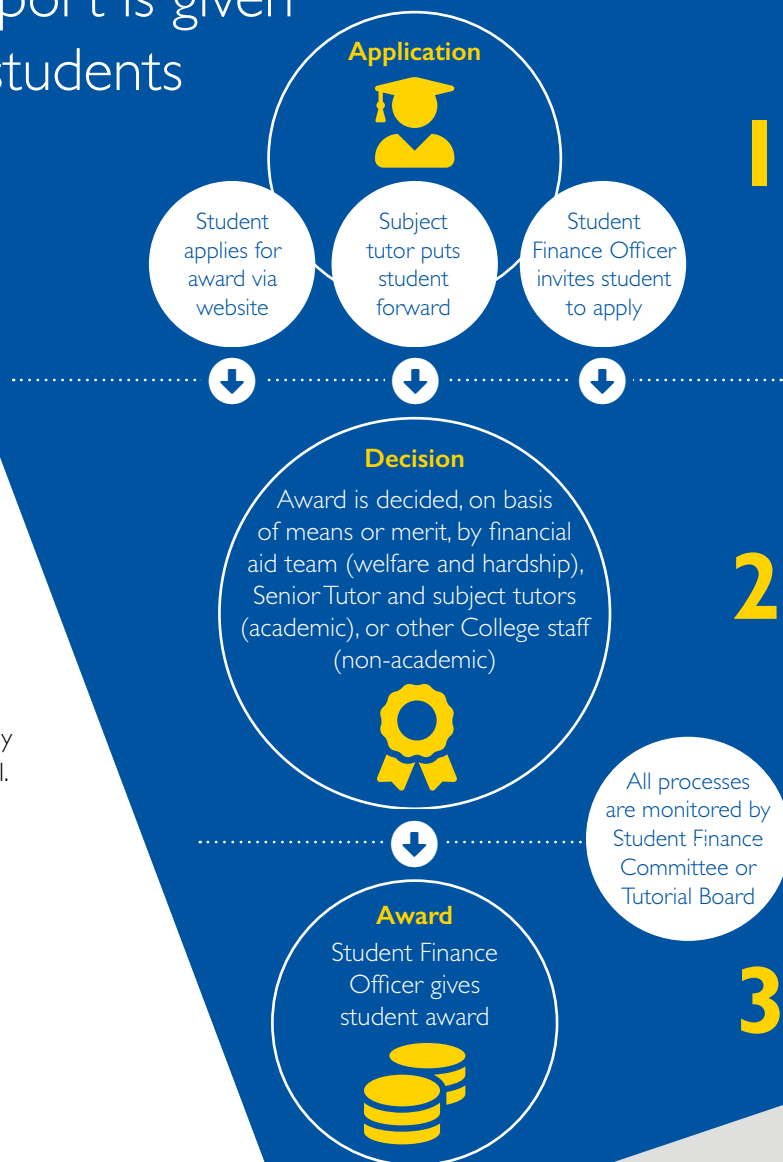 port is given
students
Application
1
Student
applies for
award via
website
Subject
tutor puts
student
forward
Student
Finance Officer
invites student
to apply
Decision
Award is decided, on basis
of means or merit, by financial
aid team (welfare and hardship),
Senior Tutor and subject tutors
(academic), or other College staff
(non-academic)
2
y
l.
All processes
are monitored by
Student Finance
Committee or
Tutorial Board
Award
Student Finance
Officer gives
student award
3